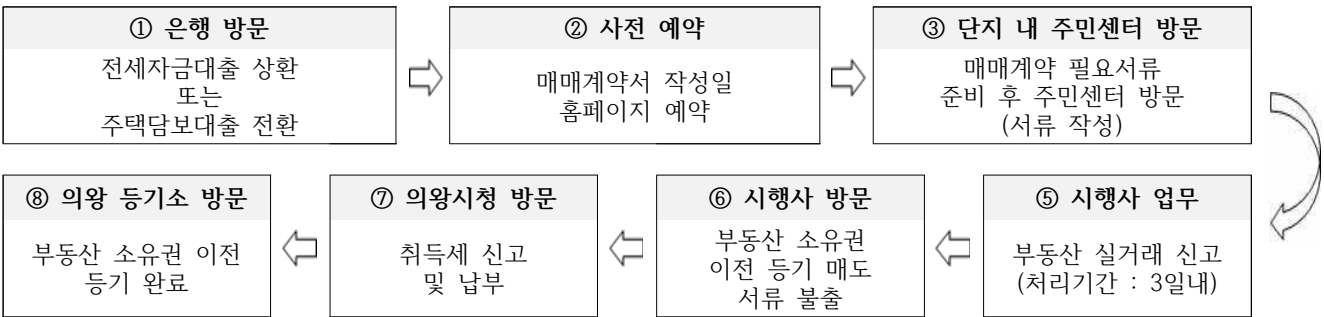 ① 은행 방문
전세자금대출 상환
또는
주택담보대출 전환
② 사전 예약
매매계약서 작성일
홈페이지 예약
③ 단지 내 주민센터 방문
매매계약 필요서류
준비 후 주민센터 방문
(서류 작성)
⑤ 시행사 업무
부동산 실거래 신고
(처리기간 : 3일내)
⑥ 시행사 방문
부동산 소유권
이전 등기 매도
서류 불출
⑦ 의왕시청 방문
취득세 신고
및 납부
⑧ 의왕 등기소 방문
부동산 소유권 이전
등기 완료